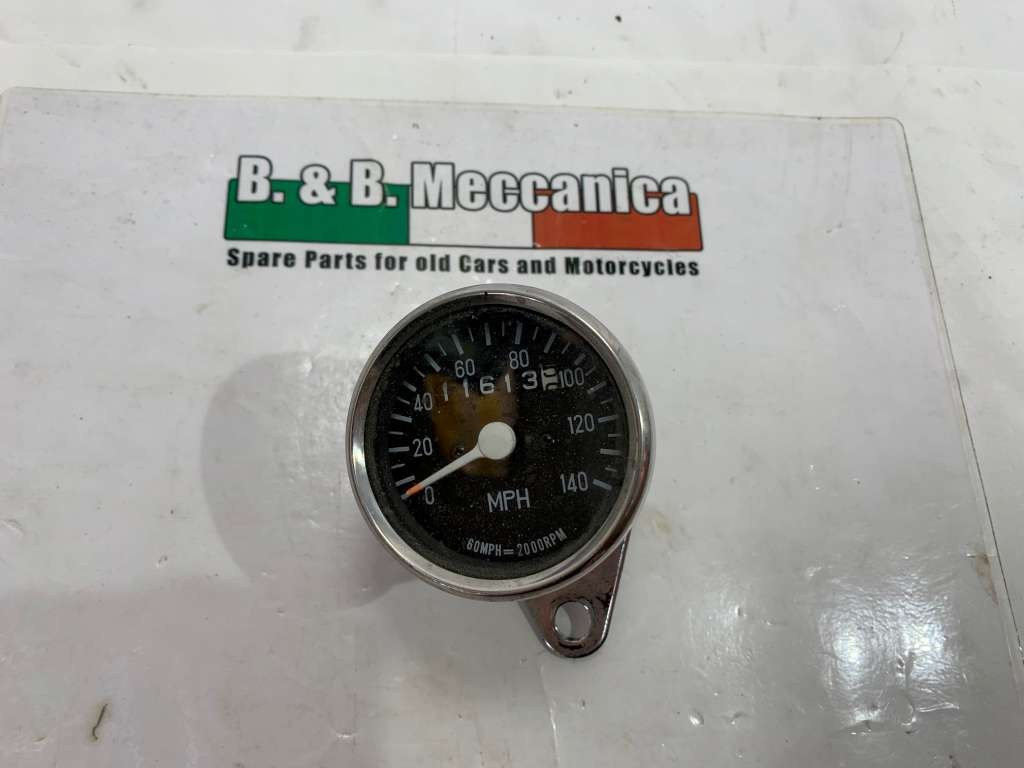 B. & B. Meccanica
Spare Parts for old Cars and Motorcycles
60 80
11613
40 100
20 120
0 MPH 140
60MPH=2000RPM